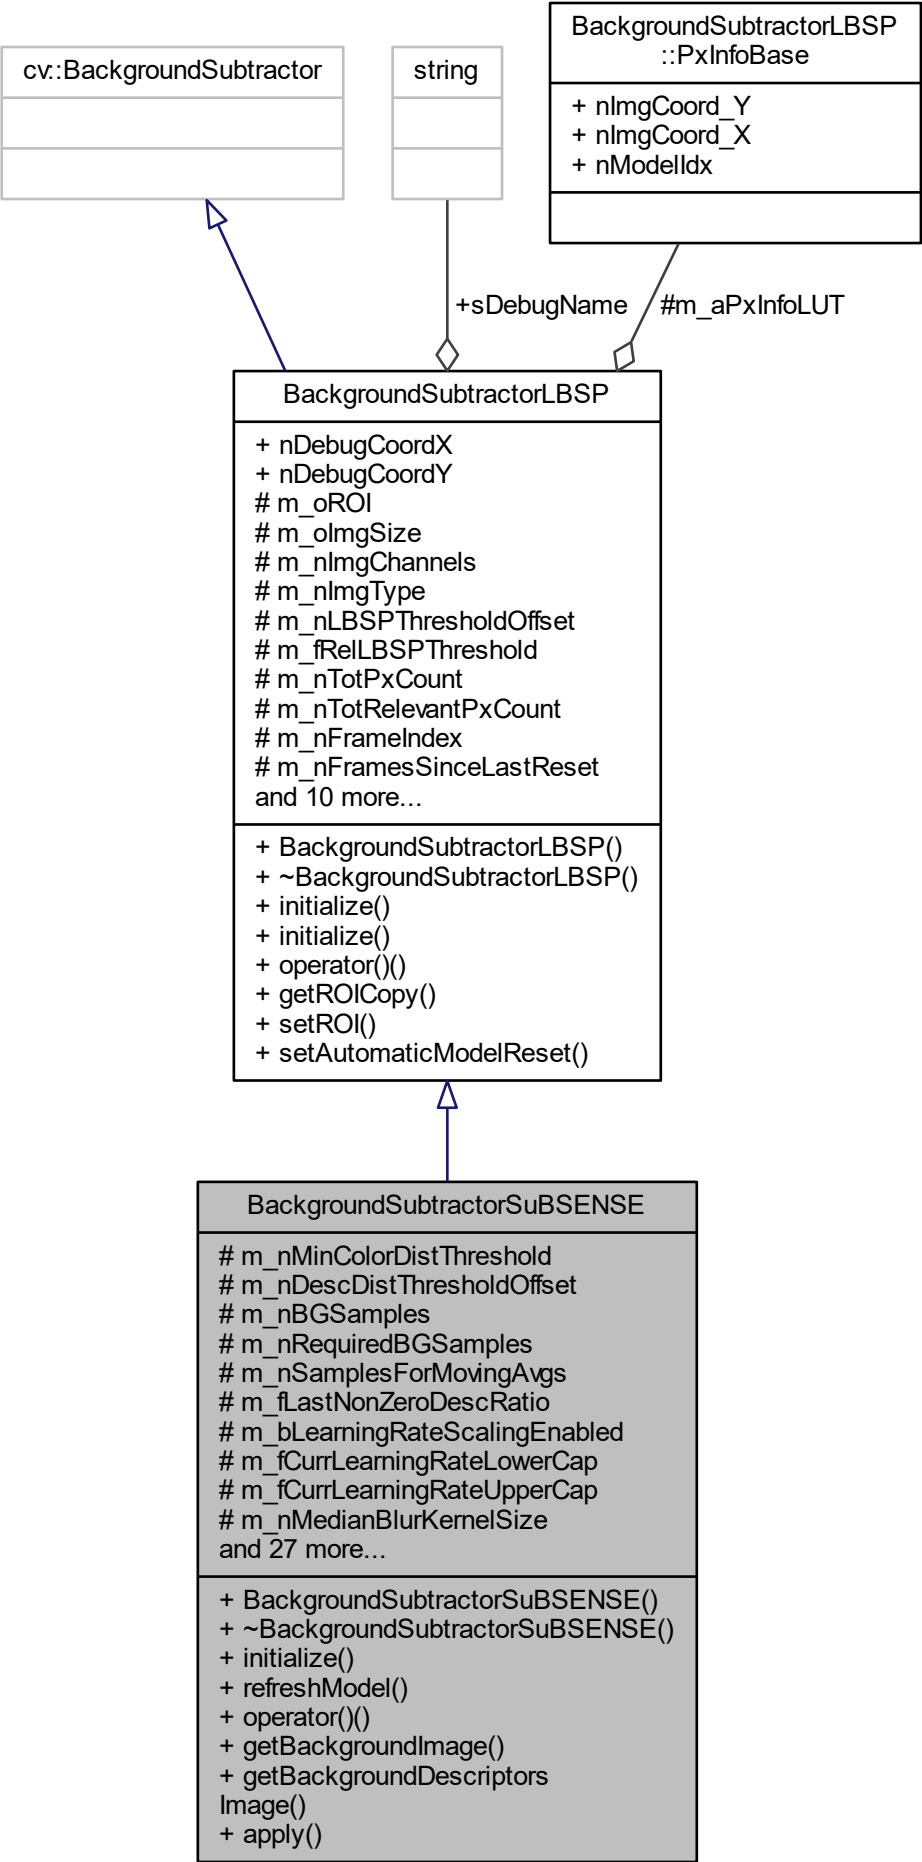 cv::BackgroundSubtractor
string
BackgroundSubtractorLBSP
::PxInfoBase
+ nImgCoord_Y
+ nImgCoord_X
+ nModelIdx
+sDebugName
#m_aPxInfoLUT
BackgroundSubtractorLBSP
+ nDebugCoordX
+ nDebugCoordY
# m_oROI
# m_oImgSize
# m_nImgChannels
# m_nImgType
# m_nLBSPThresholdOffset
# m_fRelLBSPThreshold
# m_nTotPxCount
# m_nTotRelevantPxCount
# m_nFrameIndex
# m_nFramesSinceLastReset
and 10 more...
+ BackgroundSubtractorLBSP()
+ ~BackgroundSubtractorLBSP()
+ initialize()
+ initialize()
+ operator()()
+ getROICopy()
+ setROI()
+ setAutomaticModelReset()
BackgroundSubtractorSuBSENSE
# m_nMinColorDistThreshold
# m_nDescDistThresholdOffset
# m_nBGSamples
# m_nRequiredBGSamples
# m_nSamplesForMovingAvgs
# m_fLastNonZeroDescRatio
# m_bLearningRateScalingEnabled
# m_fCurrLearningRateLowerCap
# m_fCurrLearningRateUpperCap
# m_nMedianBlurKernelSize
and 27 more...
+ BackgroundSubtractorSuBSENSE()
+ ~BackgroundSubtractorSuBSENSE()
+ initialize()
+ refreshModel()
+ operator()()
+ getBackgroundImage()
+ getBackgroundDescriptors
Image()
+ apply()